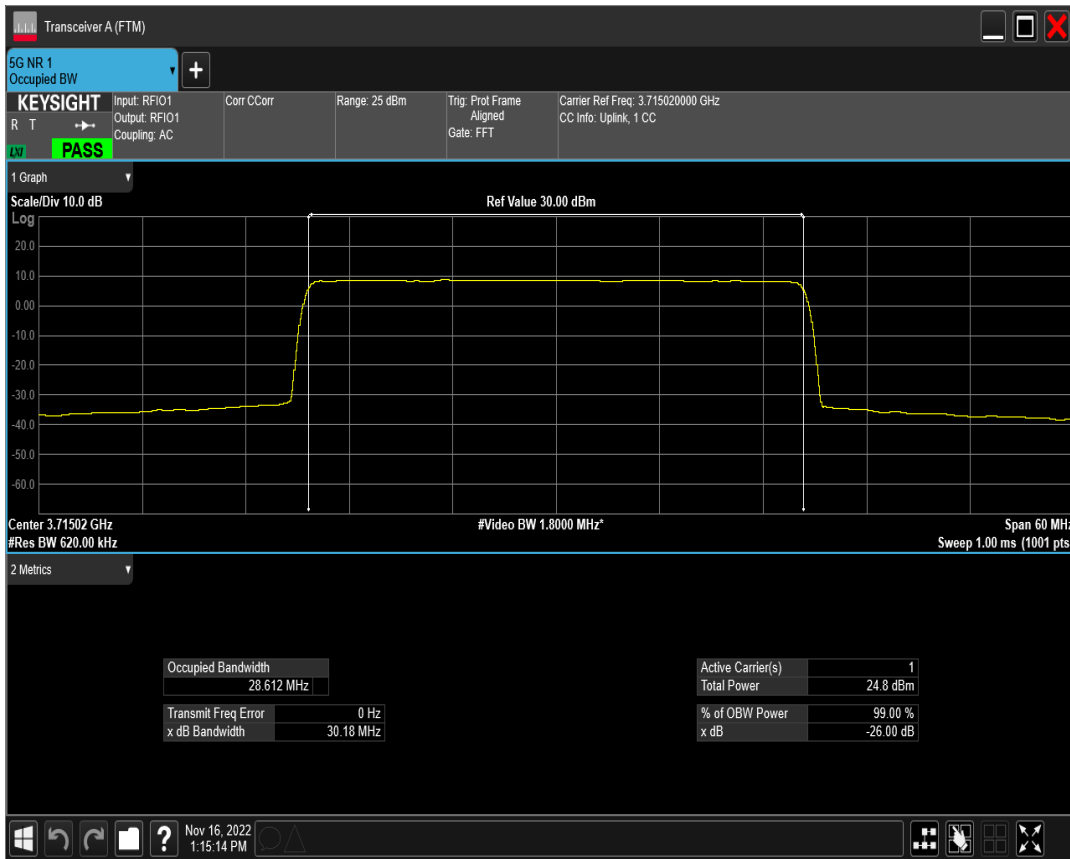 Transceiver A (FTM)
5G NR 1
Occupied BW
+
KEYSIGHT
R T
LXI
PASS
Input: RFIO1
Output: RFIO1
Coupling: AC
Corr CCorr
Range: 25 dBm
Trig: Prot Frame
Aligned
Gate: FFT
Carrier Ref Freq: 3.715020000 GHz
CC Info: Uplink, 1 CC
1 Graph
Scale/Div 10.0 dB
Ref Value 30.00 dBm
Log
20.0
10.0
0.00
-10.0
-20.0
-30.0
-40.0
-50.0
-60.0
Center 3.71502 GHz
#Video BW 1.8000 MHz*
Span 60 MHz
#Res BW 620.00 kHz
Sweep 1.00 ms (1001 pts
2 Metrics
Occupied Bandwidth
28.612 MHz
Transmit Freq Error 0 Hz
x dB Bandwidth 30.18 MHz
Active Carrier(s) 1
Total Power 24.8 dBm
% of OBW Power 99.00 %
x dB -26.00 dB
?
Nov 16, 2022
1:15:14 PM